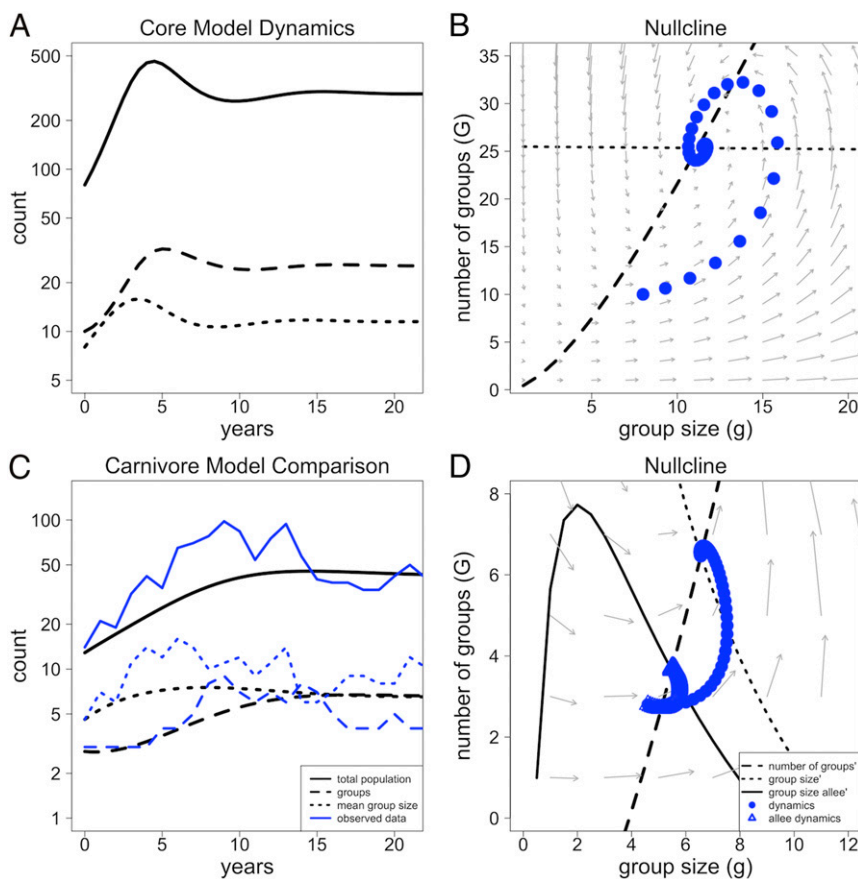 A
Core Model Dynamics
500
200
100
50
20
10
5
count
0 5 10 15 20
years
B
Nullcline
35
30
25
20
15
10
5
0
number of groups (G)
5 10 15 20
group size (g)
C
Carnivore Model Comparison
100
50
20
10
5
2
1
count
total population
groups
mean group size
observed data
0 5 10 15 20
years
D
Nullcline
8
6
4
2
0
number of groups (G)
number of groups'
group size'
group size allee'
dynamics
allee dynamics
0 2 4 6 8 10 12
group size (g)